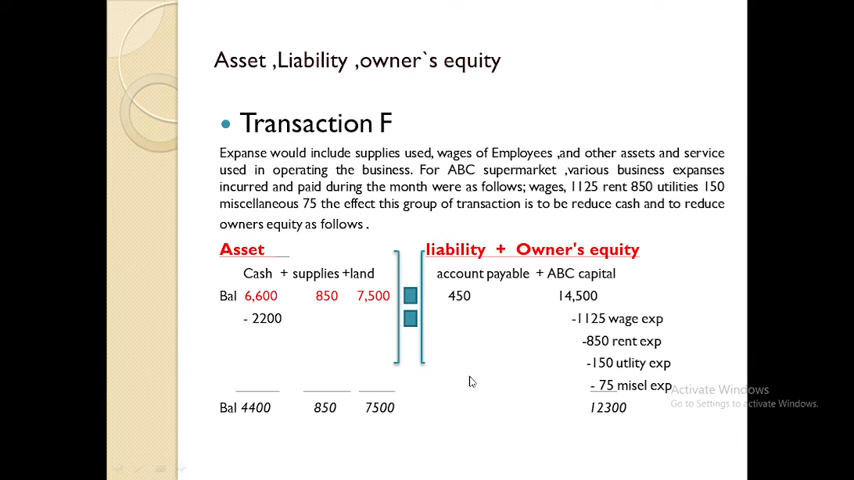 Asset ,Liability ,owner`s equity
• Transaction F
Expanse would include supplies used, wages of Employees ,and other assets and service
used in operating the business. For ABC supermarket ,various business expanses
incurred and paid during the month were as follows; wages, 1125 rent 850 utilities 150
miscellaneous 75 the effect this group of transaction is to be reduce cash and to reduce
owners equity as follows .
Asset liability + Owner's equity
Cash + supplies +land account payable + ABC capital
Bal 6,600 850 7,500 450 14,500
- 2200 -1125 wage exp
-850 rent exp
-150 utlity exp
- 75 misel exp
Bal 4400 850 7500 12300
Activate Windows
Go to Settings to activate Windows.